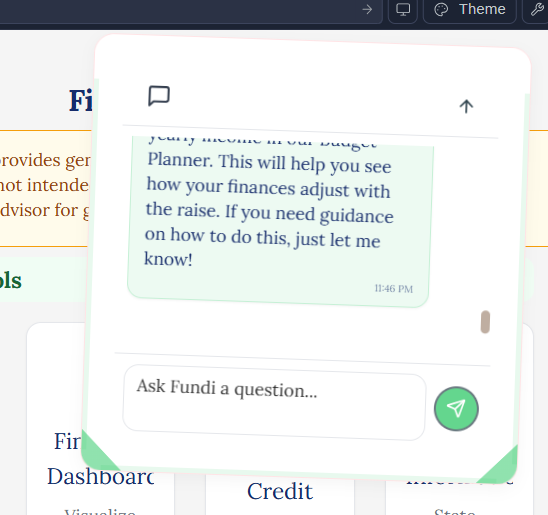 Theme
Fi
provides gen
not intende
dvisor for g
ols
yearly income in our Budget
Planner. This will help you see
how your finances adjust with
the raise. If you need guidance
on how to do this, just let me
know!
11:46 PM
Ask Fundi a question...
Fin
Dashboard
Visualize
Credit
State